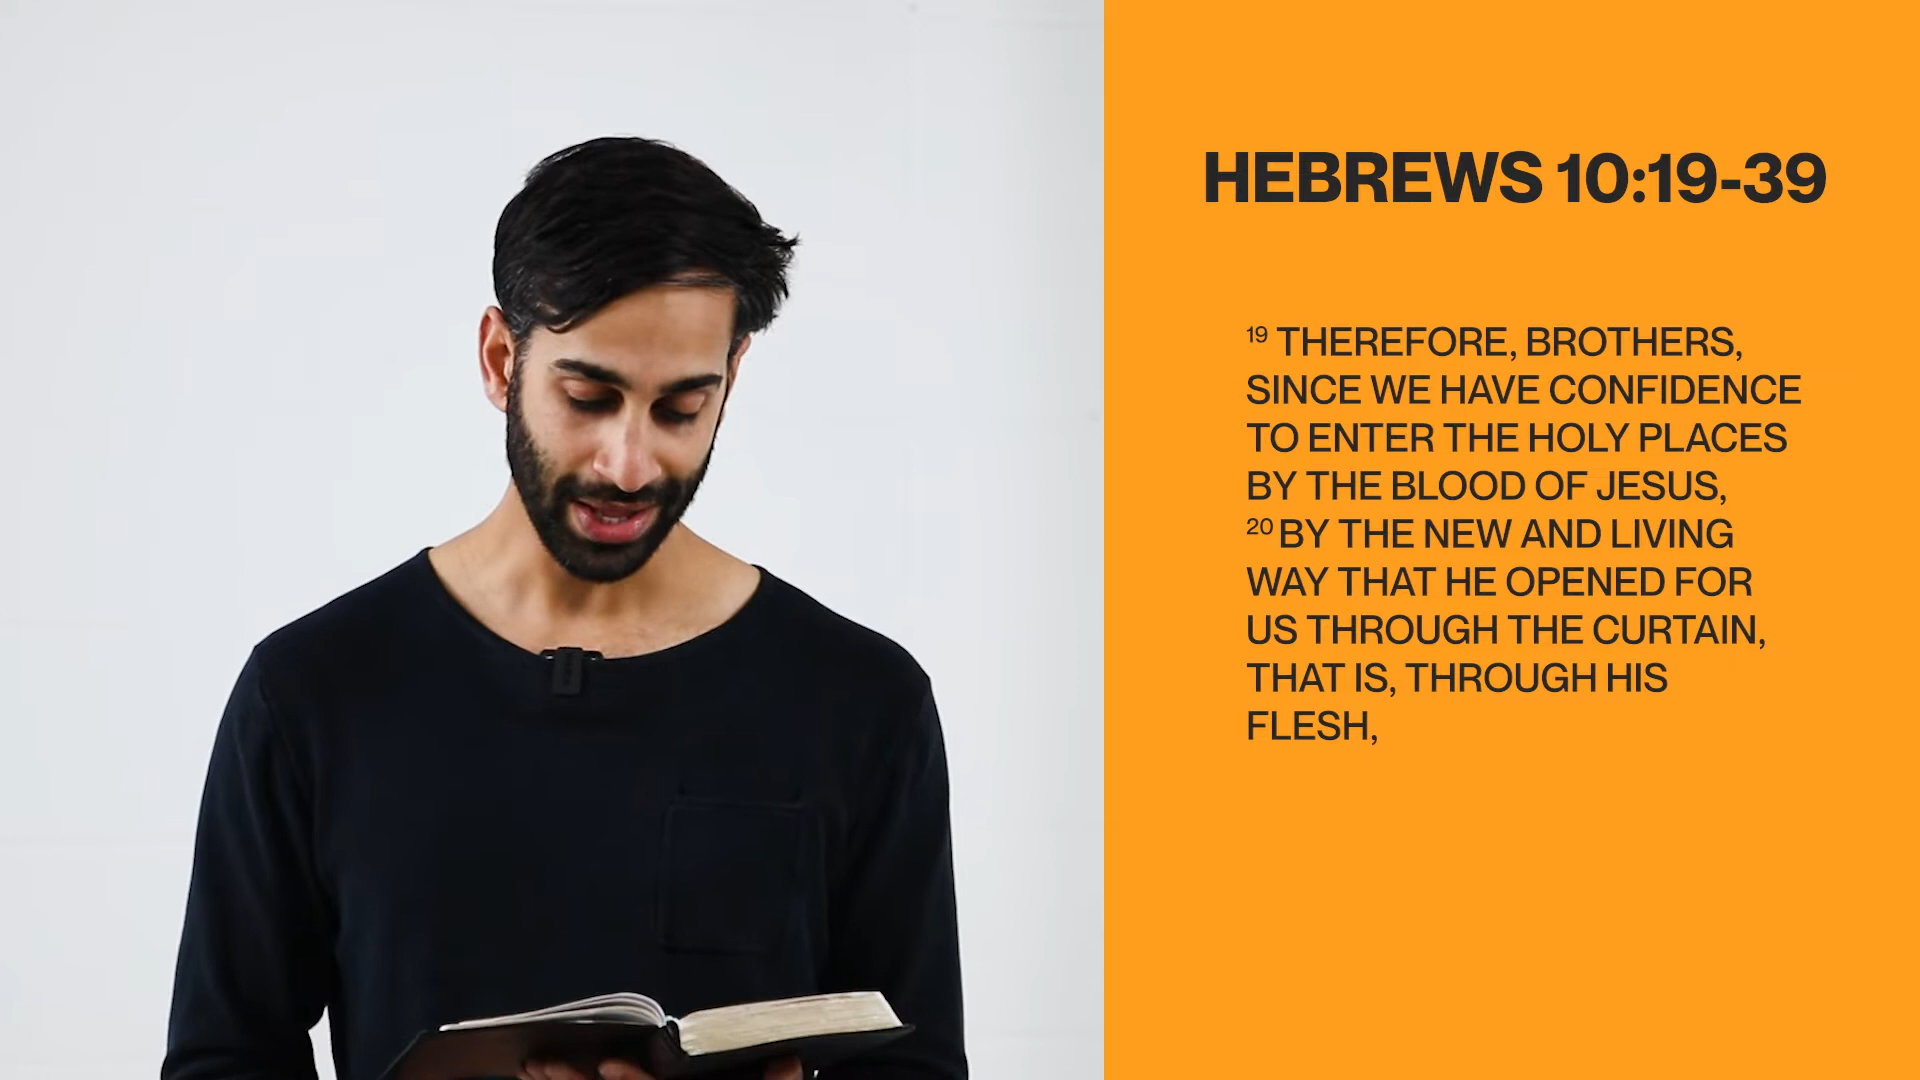 HEBREWS 10:19-39
19 THEREFORE, BROTHERS,
SINCE WE HAVE CONFIDENCE
TO ENTER THE HOLY PLACES
BY THE BLOOD OF JESUS,
20 BY THE NEW AND LIVING
WAY THAT HE OPENED FOR
US THROUGH THE CURTAIN,
THAT IS, THROUGH HIS
FLESH,